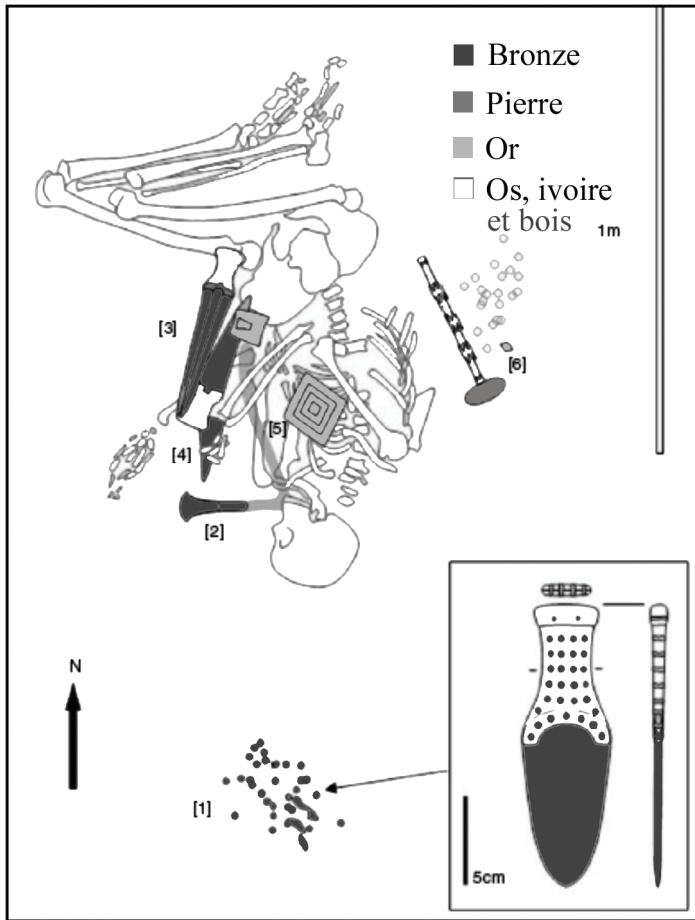 Bronze
Pierre
Or
Os, ivoire
et bois
1m
[3]
[6]
[5]
[4]
[2]
N
[1]
5cm